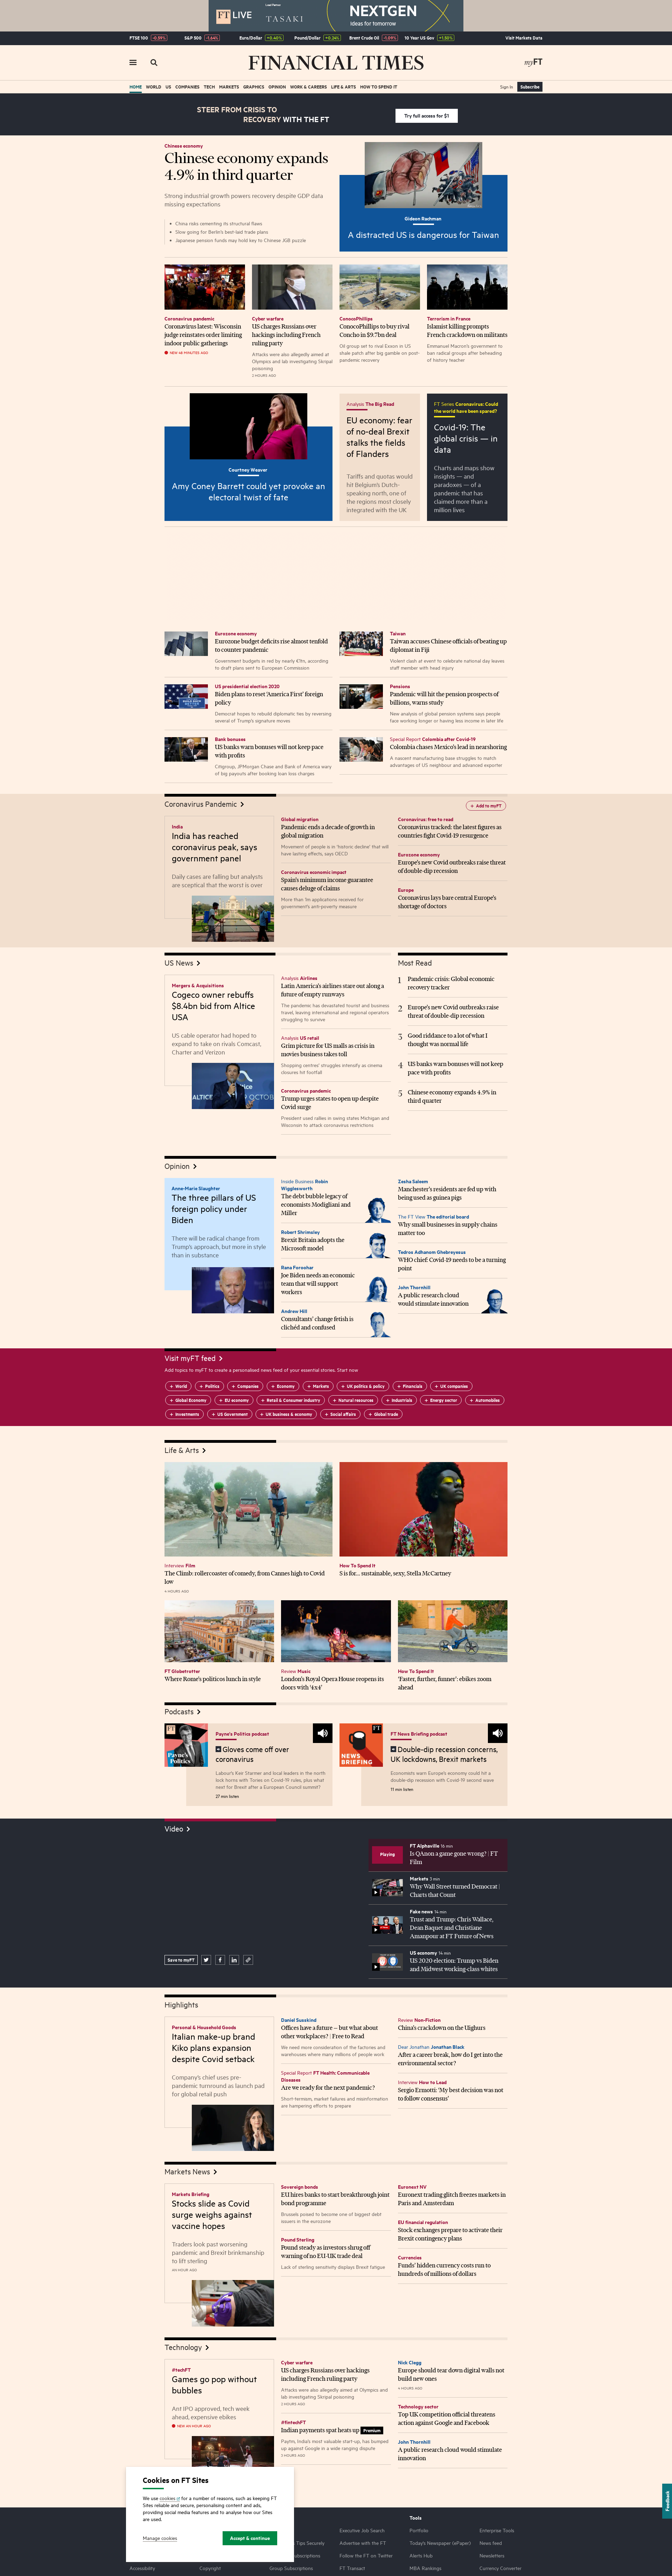 FT LIVE
TASAKI
NEXTGEN
Ideas for tomorrow
FTSE 100 -0.59%
S&P 500 -1.64%
Euro/Dollar +0.40%
Pound/Dollar +0.24%
Brent Crude Oil
10 Year US Gov
Visit Markets Data
FINANCIAL TIMES
myFT
HOME WORLD US COMPANIES TECH MARKETS GRAPHICS OPINION WORK & CAREERS LIFE & ARTS HOW TO SPEND IT
Sign In Subscribe
STEER FROM CRISIS TO
RECOVERY WITH THE FT
Try full access for $1
Chinese economy
Chinese economy expands
4.9% in third quarter
Strong industrial growth powers recovery despite GDP data
missing expectations
China risks cementing its structural flaws
Slow going for Berlin's best-laid trade plans
Japanese pension funds may hold key to Chinese JGB puzzle
Gideon Rachman
A distracted US is dangerous for Taiwan
Coronavirus pandemic
Coronavirus latest: Wisconsin
judge reinstates order limiting
indoor public gatherings
NEW 48 MINUTES AGO
Cyber warfare
US charges Russians over
hackings including French
ruling party
Attacks were also allegedly aimed at
Olympics and lab investigating Skripal
poisoning
2 HOURS AGO
ConocoPhillips
ConocoPhillips to buy rival
Concho in $9.7bn deal
Oil group set to rival Exxon in US
shale patch after big gamble on post-
pandemic recovery
Terrorism in France
Islamist killing prompts
French crackdown on militants
Emmanuel Macron's government to
ban radical groups after beheading
of history teacher
Courtney Weaver
Amy Coney Barrett could yet provoke an
electoral twist of fate
Analysis The Big Read
EU economy: fear
of no-deal Brexit
stalks the fields
of Flanders
Tariffs and quotas would
hit Belgium's Dutch-
speaking north, one of
the regions most closely
integrated with the UK
FT Series Coronavirus: Could
the world have been spared?
Covid-19: The
global crisis — in
data
Charts and maps show
insights — and
paradoxes — of a
pandemic that has
claimed more than a
million lives
Eurozone economy
Eurozone budget deficits rise almost tenfold
to counter pandemic
Government budgets in red by nearly €1tn, according
to draft plans sent to European Commission
US presidential election 2020
Biden plans to reset 'America First' foreign
policy
Democrat hopes to rebuild diplomatic ties by reversing
several of Trump's signature moves
Bank bonuses
US banks warn bonuses will not keep pace
with profits
Citigroup, JPMorgan Chase and Bank of America wary
of big payouts after booking loan loss charges
Taiwan
Taiwan accuses Chinese officials of beating up
diplomat in Fiji
Violent clash at event to celebrate national day leaves
staff member with head injury
Pensions
Pandemic will hit the pension prospects of
billions, warns study
New analysis of global pension systems says people
face working longer or having less income in later life
Special Report Colombia after Covid-19
Colombia chases Mexico's lead in nearshoring
A nascent manufacturing base struggles to match
advantages of US neighbour and advanced exporter
Coronavirus Pandemic
+ Add to myFT
India
India has reached
coronavirus peak, says
government panel
Daily cases are falling but analysts
are sceptical that the worst is over
Global migration
Pandemic ends a decade of growth in
global migration
Movement of people is in 'historic decline' that will
have lasting effects, says OECD
Coronavirus economic impact
Spain's minimum income guarantee
causes deluge of claims
More than 1m applications received for
government's anti-poverty measure
Coronavirus: free to read
Coronavirus tracked: the latest figures as
countries fight Covid-19 resurgence
Eurozone economy
Europe's new Covid outbreaks raise threat
of double-dip recession
Europe
Coronavirus lays bare central Europe's
shortage of doctors
US News
Mergers & Acquisitions
Cogeco owner rebuffs
$8.4bn bid from Altice
USA
US cable operator had hoped to
expand to take on rivals Comcast,
Charter and Verizon
Analysis Airlines
Latin America's airlines stare out along a
future of empty runways
The pandemic has devastated tourist and business
travel, leaving international and regional operators
struggling to survive
Analysis US retail
Grim picture for US malls as crisis in
movies business takes toll
Shopping centres' struggles intensify as cinema
closures hit footfall
Coronavirus pandemic
Trump urges states to open up despite
Covid surge
President used rallies in swing states Michigan and
Wisconsin to attack coronavirus restrictions
Most Read
1 Pandemic crisis: Global economic
recovery tracker
2 Europe's new Covid outbreaks raise
threat of double-dip recession
3 Good riddance to a lot of what I
thought was normal life
4 US banks warn bonuses will not keep
pace with profits
5 Chinese economy expands 4.9% in
third quarter
Opinion
Anne-Marie Slaughter
The three pillars of US
foreign policy under
Biden
There will be radical change from
Trump's approach, but more in style
than in substance
Inside Business Robin
Wigglesworth
The debt bubble legacy of
economists Modigliani and
Miller
Robert Shrimsley
Brexit Britain adopts the
Microsoft model
Rana Foroohar
Joe Biden needs an economic
team that will support
workers
Andrew Hill
Consultants' change fetish is
clichéd and confused
Zesha Saleem
Manchester's residents are fed up with
being used as guinea pigs
The FT View The editorial board
Why small businesses in supply chains
matter too
Tedros Adhanom Ghebreyesus
WHO chief: Covid-19 needs to be a turning
point
John Thornhill
A public research cloud
would stimulate innovation
Visit myFT feed
Add topics to myFT to create a personalised news feed of your essential stories. Start now
+ World + Politics + Companies + Economy + Markets + UK politics & policy + Financials + UK companies
+ Global Economy + EU economy + Retail & Consumer industry + Natural resources + Industrials + Energy sector + Automobiles
+ Investments + US Government + UK business & economy + Social affairs + Global trade
Life & Arts
Interview Film
The Climb: rollercoaster of comedy, from Cannes high to Covid
low
4 HOURS AGO
How To Spend It
S is for... sustainable, sexy, Stella McCartney
FT Globetrotter
Where Rome's politicos lunch in style
Review Music
London's Royal Opera House reopens its
doors with '4x4'
How To Spend It
'Faster, further, funner': ebikes zoom
ahead
Podcasts
FT
Payne's
Politics
Payne's Politics podcast
Gloves come off over
coronavirus
Labour's Keir Starmer and local leaders in the north
lock horns with Tories on Covid-19 rules, plus what
next for Brexit after a European Council summit?
27 min listen
FT
NEWS
BRIEFING
FT News Briefing podcast
Double-dip recession concerns,
UK lockdowns, Brexit markets
Economists warn Europe's economy could hit a
double-dip recession with Covid-19 second wave
11 min listen
Video
Save to myFT
Playing
FT Alphaville 16 min
Is QAnon a game gone wrong? | FT
Film
Markets 3 min
Why Wall Street turned Democrat |
Charts that Count
Fake news 14 min
Trust and Trump: Chris Wallace,
Dean Baquet and Christiane
Amanpour at FT Future of News
US economy 14 min
US 2020 election: Trump vs Biden
and Midwest working-class whites
Highlights
Personal & Household Goods
Italian make-up brand
Kiko plans expansion
despite Covid setback
Company's chief uses pre-
pandemic turnround as launch pad
for global retail push
Daniel Susskind
Offices have a future — but what about
other workplaces? | Free to Read
We need more consideration of the factories and
warehouses where many millions of people work
Special Report FT Health: Communicable
Diseases
Are we ready for the next pandemic?
Short-termism, market failures and misinformation
are hampering efforts to prepare
Review Non-Fiction
China's crackdown on the Uighurs
Dear Jonathan Jonathan Black
After a career break, how do I get into the
environmental sector?
Interview How to Lead
Sergio Ermotti: 'My best decision was not
to follow consensus'
Markets News
Markets Briefing
Stocks slide as Covid
surge weighs against
vaccine hopes
Traders look past worsening
pandemic and Brexit brinkmanship
to lift sterling
AN HOUR AGO
Sovereign bonds
EU hires banks to start breakthrough joint
bond programme
Brussels poised to become one of biggest debt
issuers in the eurozone
Pound Sterling
Pound steady as investors shrug off
warning of no EU-UK trade deal
Lack of sterling sensitivity displays Brexit fatigue
Euronext NV
Euronext trading glitch freezes markets in
Paris and Amsterdam
EU financial regulation
Stock exchanges prepare to activate their
Brexit contingency plans
Currencies
Funds' hidden currency costs run to
hundreds of millions of dollars
Technology
#techFT
Games go pop without
bubbles
Ant IPO approved, tech week
ahead, expensive ebikes
NEW AN HOUR AGO
Cyber warfare
US charges Russians over hackings
including French ruling party
Attacks were also allegedly aimed at Olympics and
lab investigating Skripal poisoning
2 HOURS AGO
#fintechFT
Indian payments spat heats up Premium
Paytm, India's most valuable start-up, has bumped
up against Google in a wide ranging dispute
3 HOURS AGO
Nick Clegg
Europe should tear down digital walls not
build new ones
4 HOURS AGO
Technology sector
Top UK competition official threatens
action against Google and Facebook
John Thornhill
A public research cloud would stimulate
innovation
Feedback
Cookies on FT Sites
We use cookies for a number of reasons, such as keeping FT
Sites reliable and secure, personalising content and ads,
providing social media features and to analyse how our Sites
are used.
Manage cookies
Accept & continue
Tools
Tips Securely
Executive Job Search
Portfolio
Enterprise Tools
Advertise with the FT
Today's Newspaper (ePaper)
News feed
Follow the FT on Twitter
Alerts Hub
Newsletters
Accessibility
Copyright
Group Subscriptions
FT Transact
MBA Rankings
Currency Converter